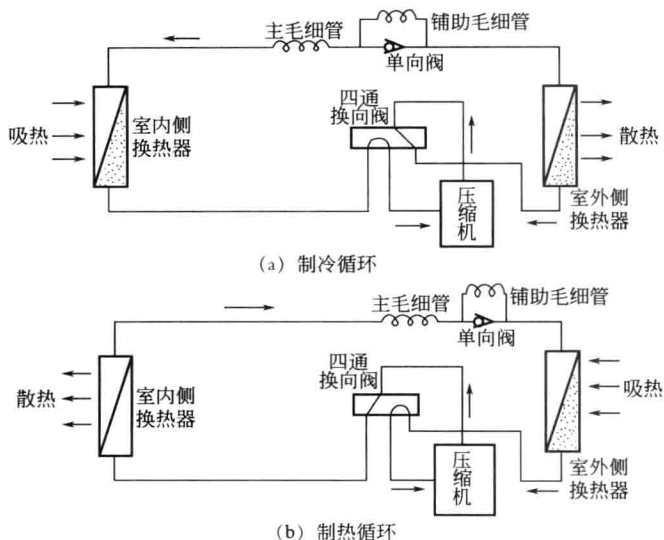 主毛细管
铺助毛细管
单向阀
四通
换向阀
吸热
室内侧
换热器
散热
压缩机
室外侧
换热器
(a) 制冷循环
主毛细管
铺助毛细管
单向阀
四通
换向阀
散热
室内侧
换热器
吸热
压缩机
室外侧
换热器
(b) 制热循环